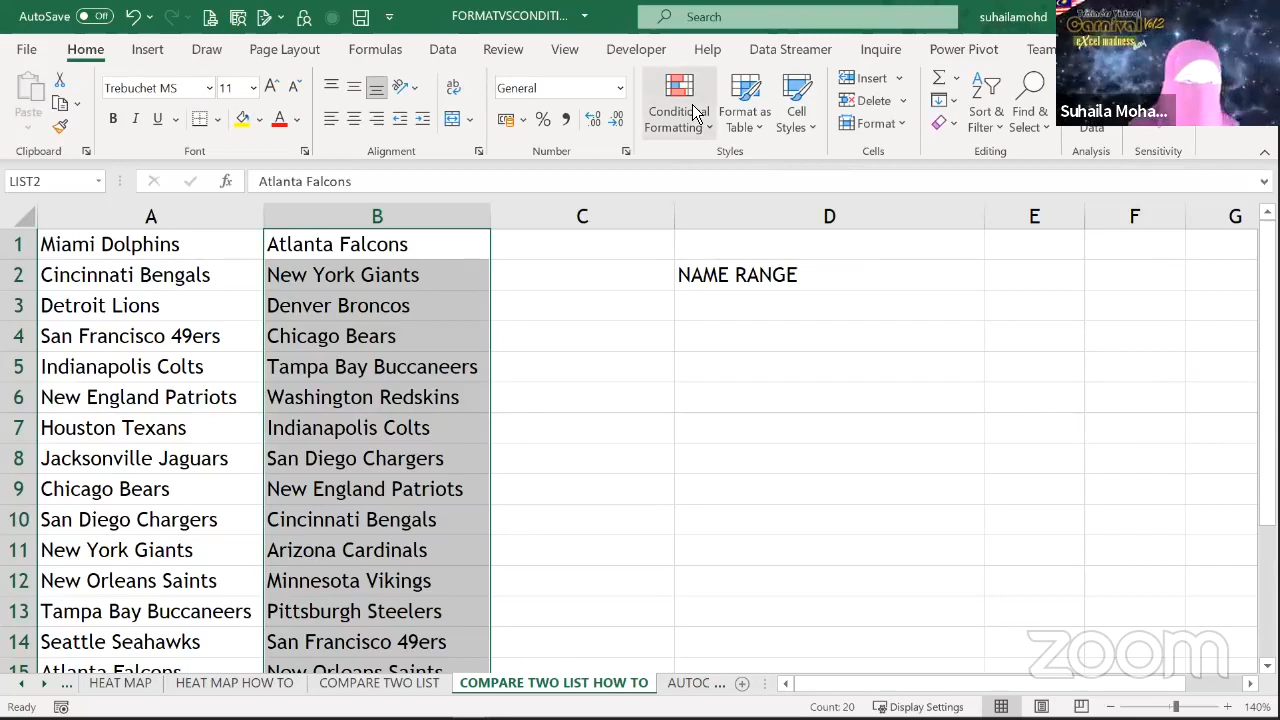 AutoSave Off FORMATVSCONDITI... Search suhailamohd
Trainers Virtual
Carnival Vol2
eXcel madness
File Home Insert Draw Page Layout Formulas Data Review View Developer Help Data Streamer Inquire Power Pivot Team
Paste Trebuchet MS 11 General Conditional Formatting Format as Table Cell Styles Insert Delete Format Sort & Filter Find & Select Data
Suhaila Moha...
Clipboard Font Alignment Number Styles Cells Editing Analysis Sensitivity
LIST2 fx Atlanta Falcons
A B C D E F G
1 Miami Dolphins Atlanta Falcons
2 Cincinnati Bengals New York Giants NAME RANGE
3 Detroit Lions Denver Broncos
4 San Francisco 49ers Chicago Bears
5 Indianapolis Colts Tampa Bay Buccaneers
6 New England Patriots Washington Redskins
7 Houston Texans Indianapolis Colts
8 Jacksonville Jaguars San Diego Chargers
9 Chicago Bears New England Patriots
10 San Diego Chargers Cincinnati Bengals
11 New York Giants Arizona Cardinals
12 New Orleans Saints Minnesota Vikings
13 Tampa Bay Buccaneers Pittsburgh Steelers
14 Seattle Seahawks San Francisco 49ers
15 Atlanta Falcons New Orleans Saints
zoom
... HEAT MAP HEAT MAP HOW TO COMPARE TWO LIST COMPARE TWO LIST HOW TO AUTOC ...
Ready Count: 20 Display Settings 140%